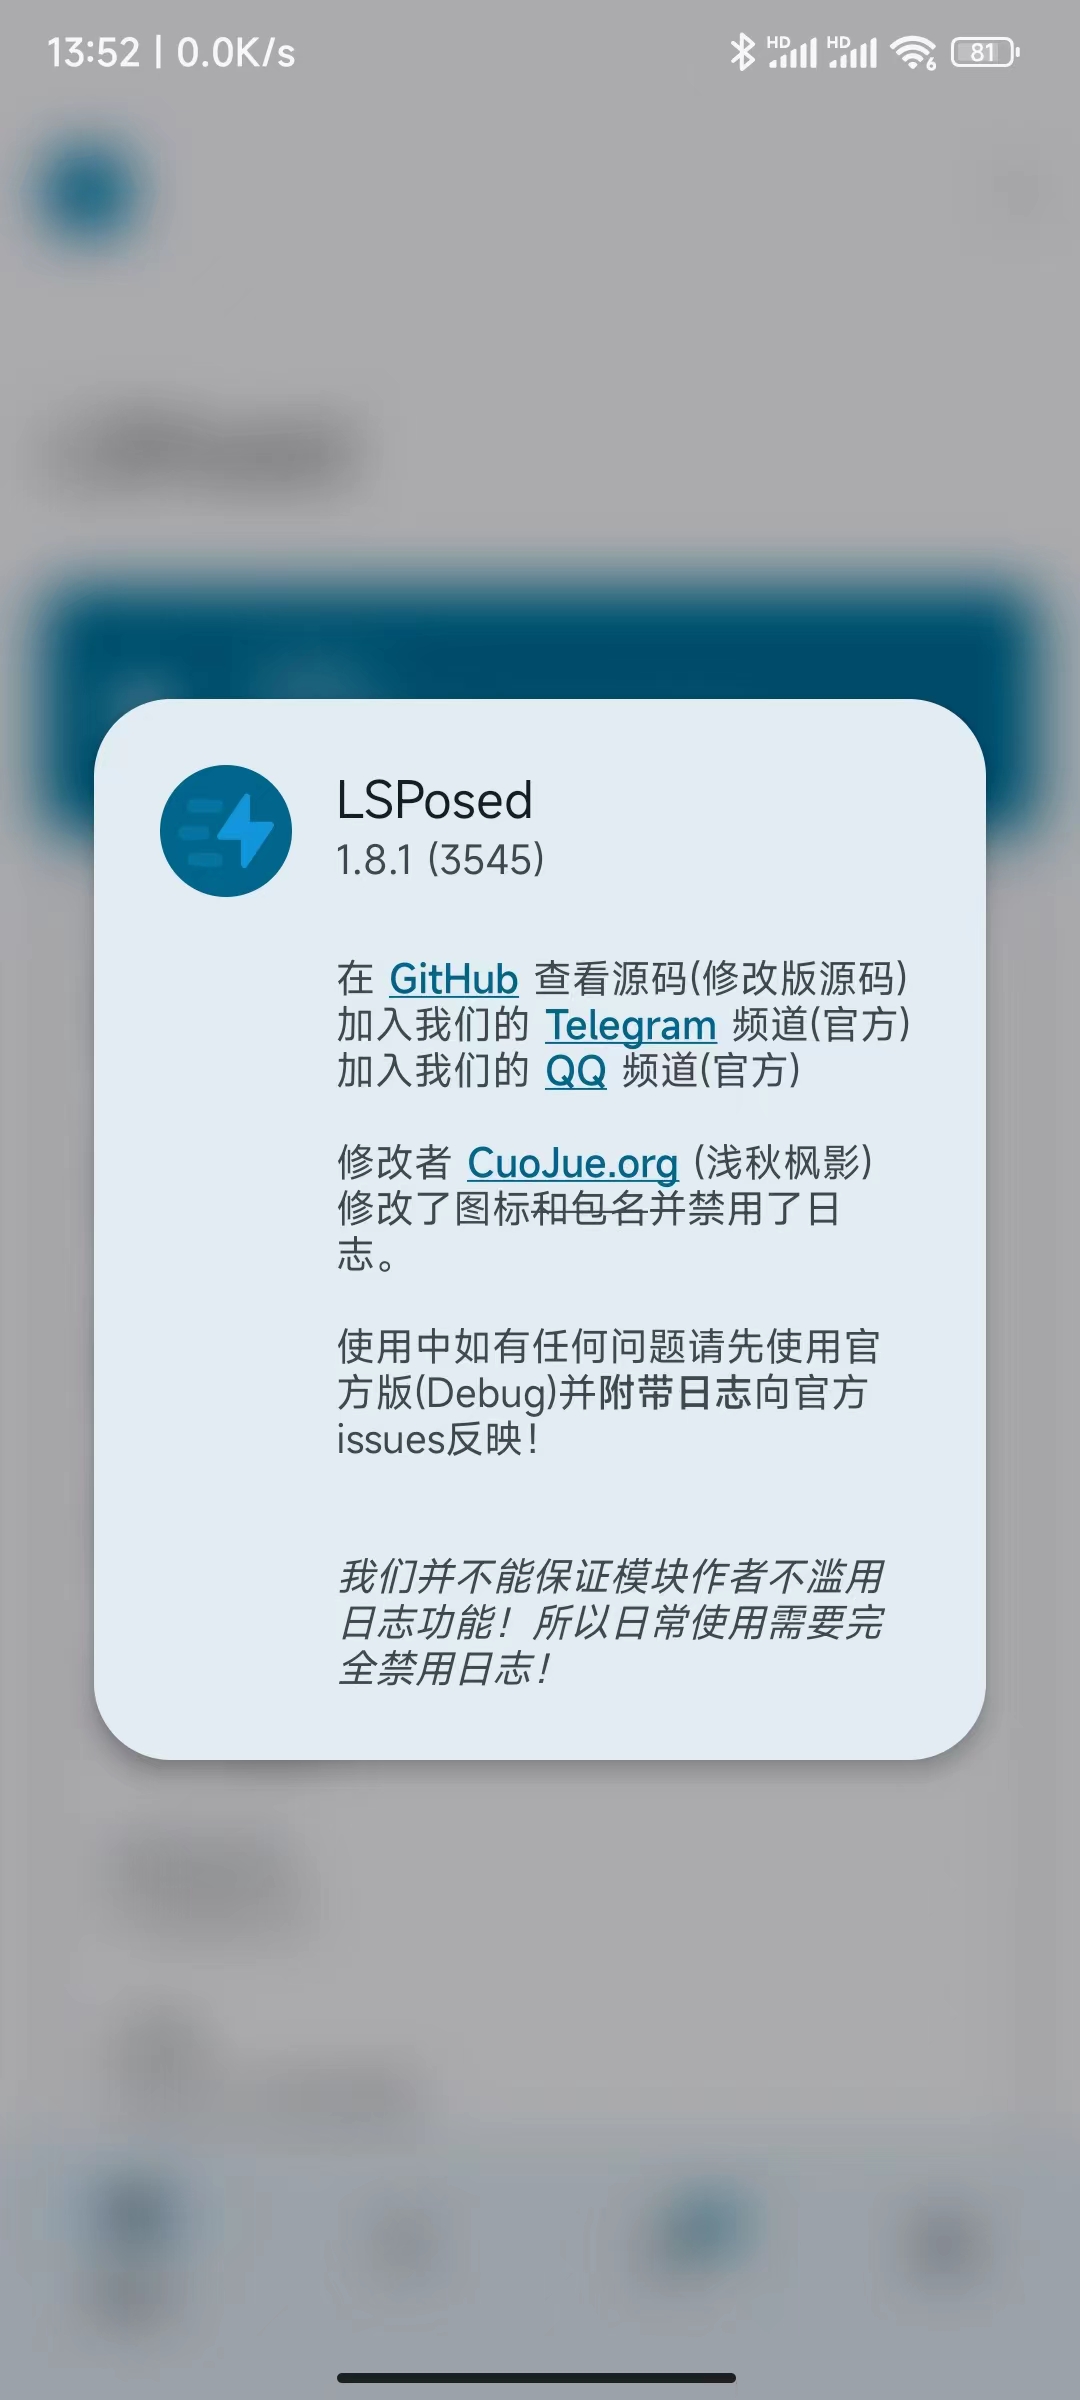 13:52 | 0.0K/s HD HD 6 81
LSPosed
1.8.1 (3545)
在 GitHub 查看源码(修改版源码)
加入我们的 Telegram 频道(官方)
加入我们的 QQ 频道(官方)
修改者 CuoJue.org (浅秋枫影)
修改了图标和包名并禁用了日
志。
使用中如有任何问题请先使用官
方版(Debug)并附带日志向官方
issues反映！
我们并不能保证模块作者不滥用
日志功能！所以日常使用需要完
全禁用日志！